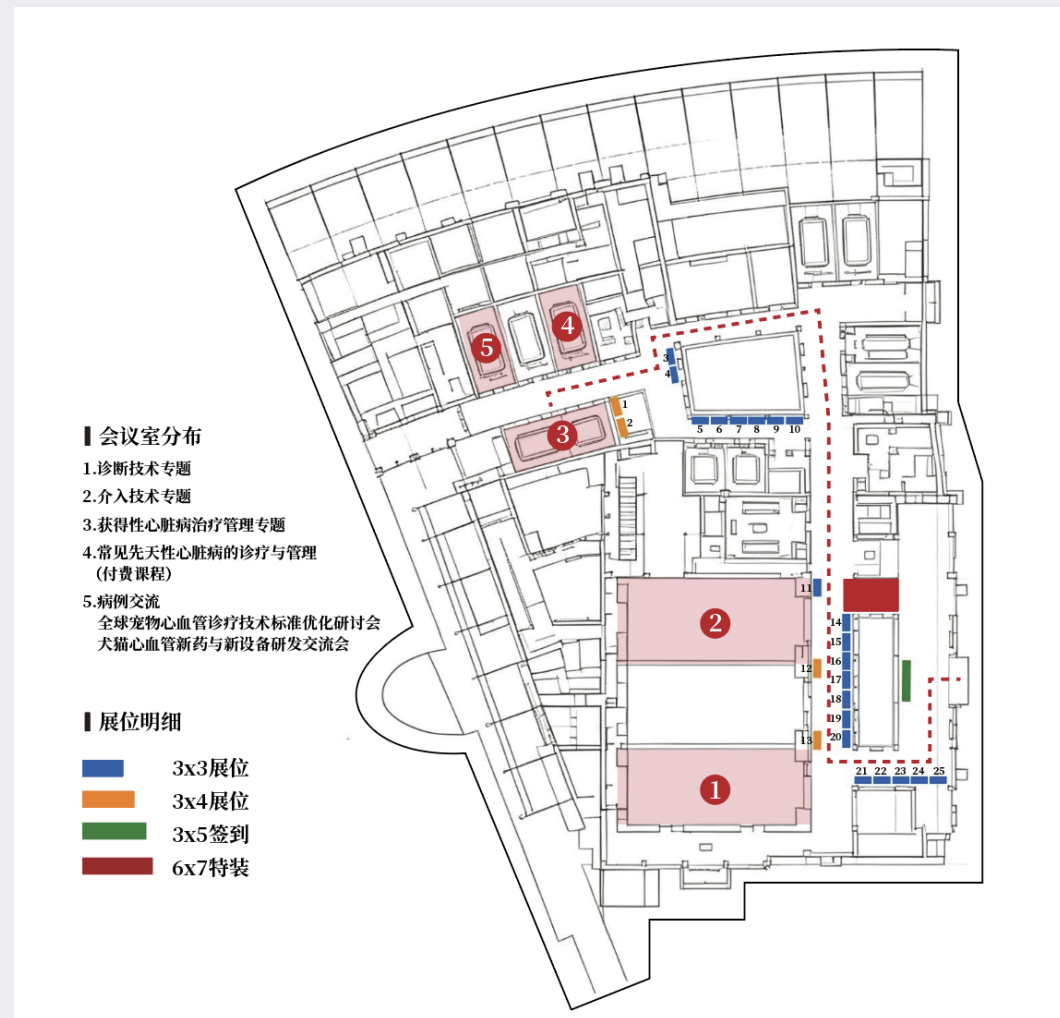 5
4
3
3
4
1
2
5 6 7 8 9 10
会议室分布
1.诊断技术专题
2.介入技术专题
3.获得性心脏病治疗管理专题
4.常见先天性心脏病的诊疗与管理
(付费课程)
5.病例交流
全球宠物心血管诊疗技术标准优化研讨会
犬猫心血管新药与新设备研发交流会
11
2
14
15
12
16
17
18
19
13
20
1
21 22 23 24 25
展位明细
3x3展位
3x4展位
3x5签到
6x7特装